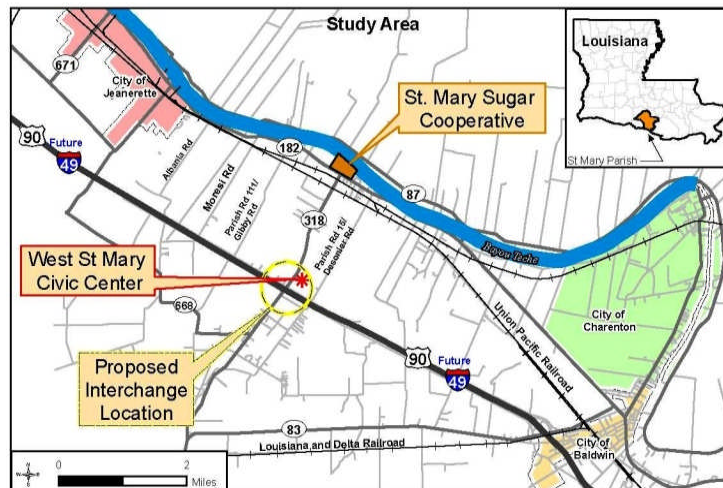 Study Area
Louisiana
St Mary Parish
671
City of
Jeanerette
St. Mary Sugar
Cooperative
90
Future
49
182
87
Albania Rd
Moresi Rd
Parish Rd 111/
Gibby Rd
318
Parish Rd 15/
Desonier Rd
Bayou Teche
West St Mary
Civic Center
668
City of
Charenton
Union Pacific Railroad
Proposed
Interchange
Location
90
Future
49
83
Louisiana and Delta Railroad
City of
Baldwin
0
2
Miles